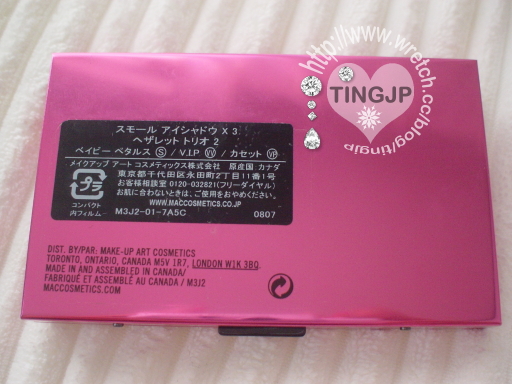 http://www.wretch.cc/blog/tingjp
TINGJP
スモール アイシャドウ X 3
ヘザレット トリオ 2
ベイビー ペタルス Ⓢ / V.I.P Ⓥ / カセット ⓋⓅ
メイクアップ アート コスメティックス株式会社 原産国 カナダ
東京都千代田区永田町2丁目11番1号
お客様相談室 0120-032821(フリーダイヤル)
お肌に合わないときは、ご使用をおやめください。
WWW.MACCOSMETICS.CO.JP
M3J2-01-7A5C 0807
プラ
コンパクト
内フィルム
DIST. BY/PAR: MAKE-UP ART COSMETICS
TORONTO, ONTARIO, CANADA M5V 1R7, LONDON W1K 3BQ.
MADE IN AND ASSEMBLED IN CANADA/
FABRIQUÉ ET ASSEMBLÉ AU CANADA / M3J2
MACCOSMETICS.COM